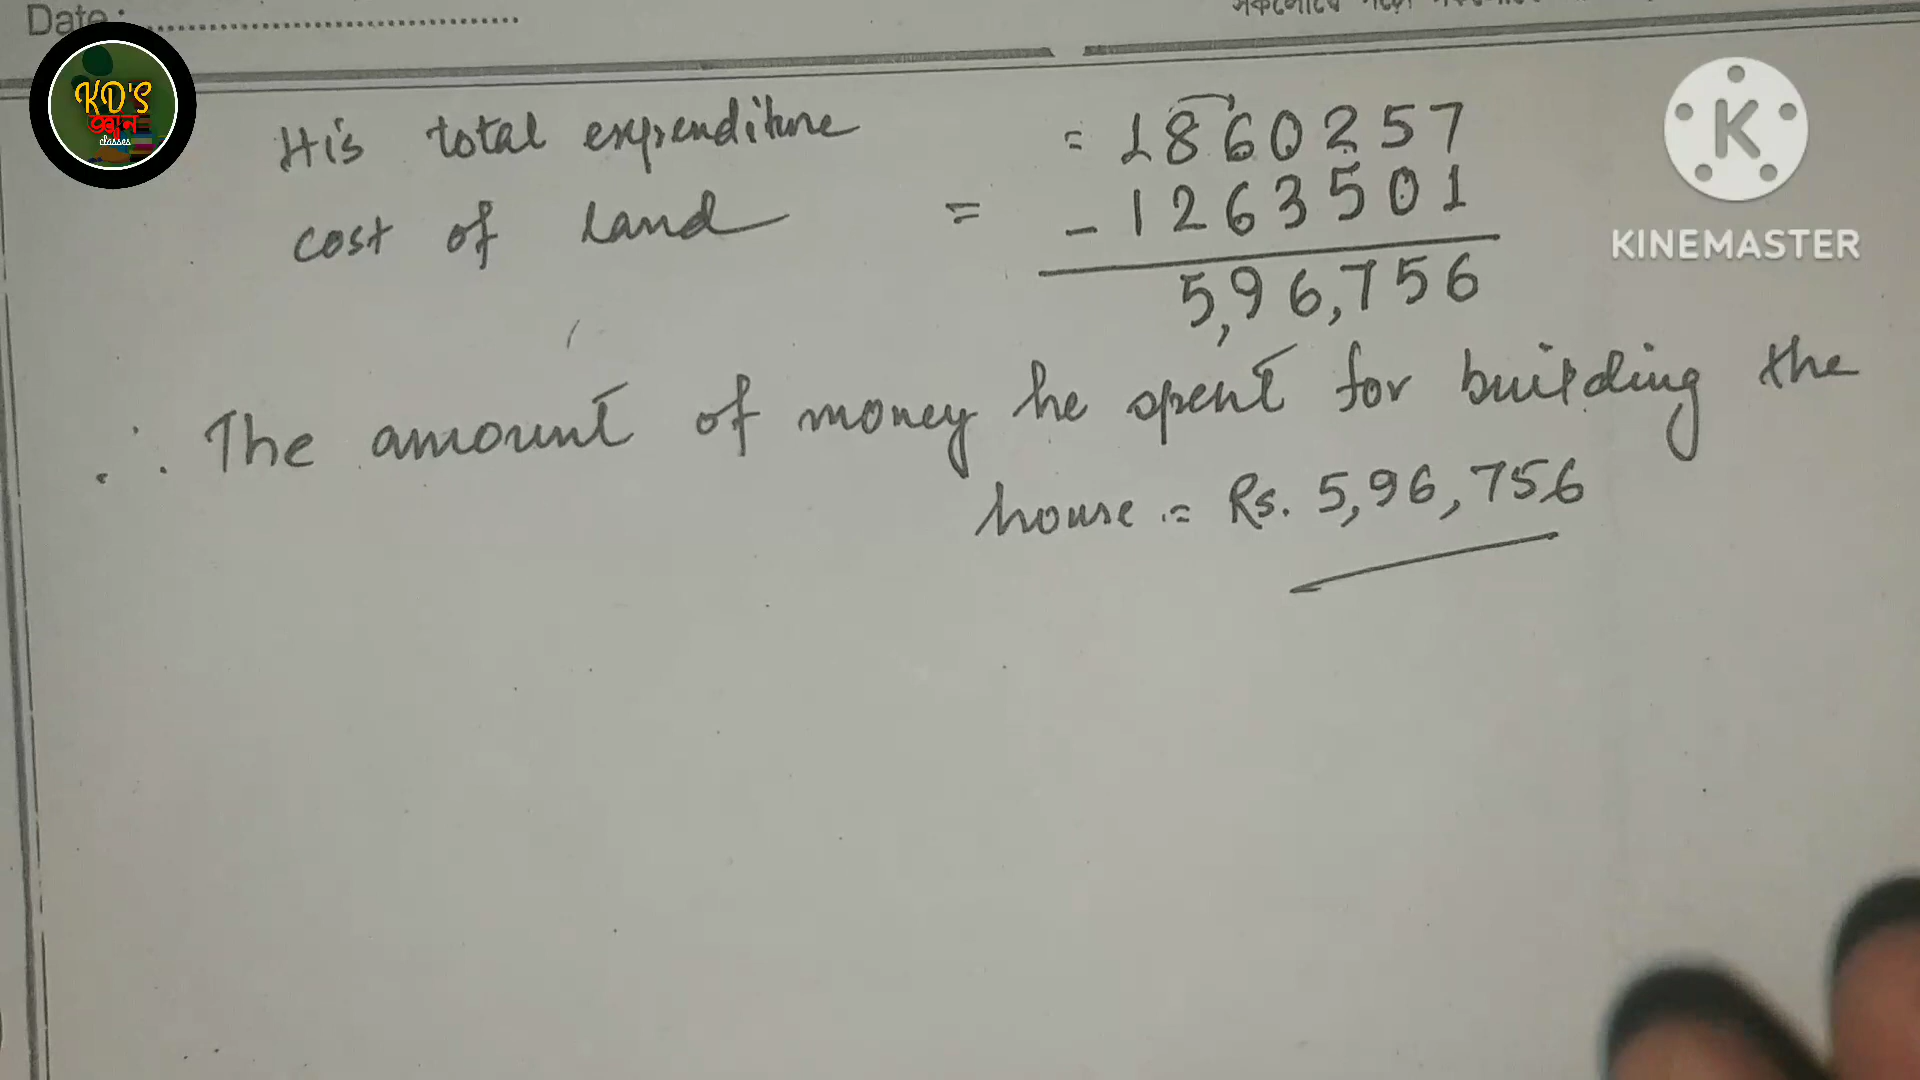 Date :
KD'S
জ্ঞান
classes
His total expenditure = 1860257
cost of land = - 1263501
5,96,756
∴ The amount of money he spent for building the
house = Rs. 5,96,756
K
KINEMASTER